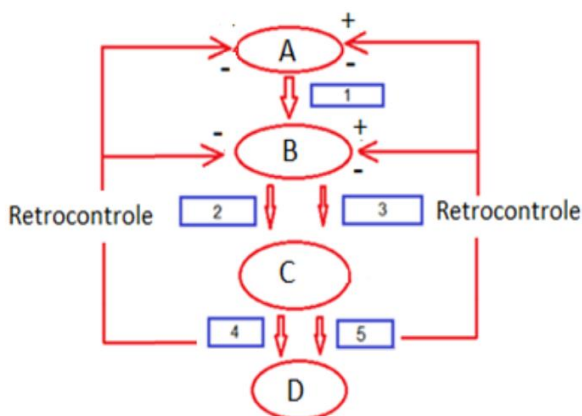 +
A
-
-
1
-
+
B
-
Retrocontrole
2
3
Retrocontrole
C
4
5
D